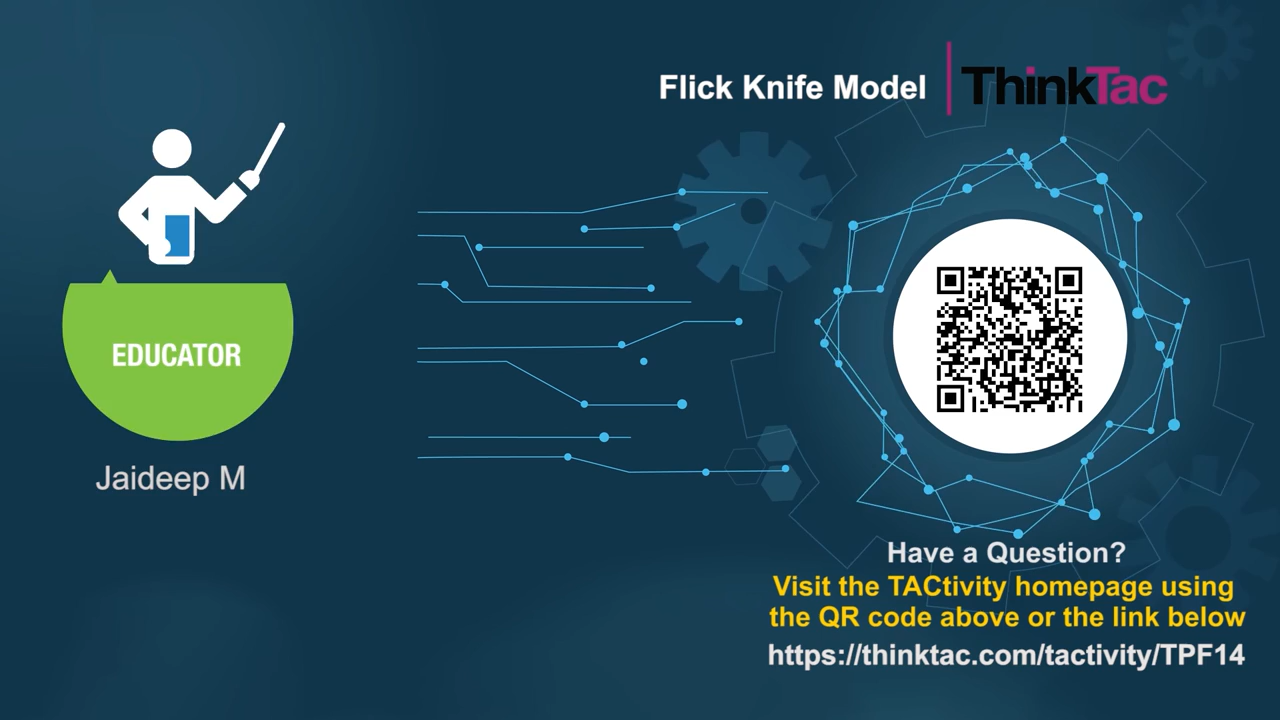 Flick Knife Model
ThinkTac
EDUCATOR
Jaideep M
Have a Question?
Visit the TACtivity homepage using
the QR code above or the link below
https://thinktac.com/tactivity/TPF14